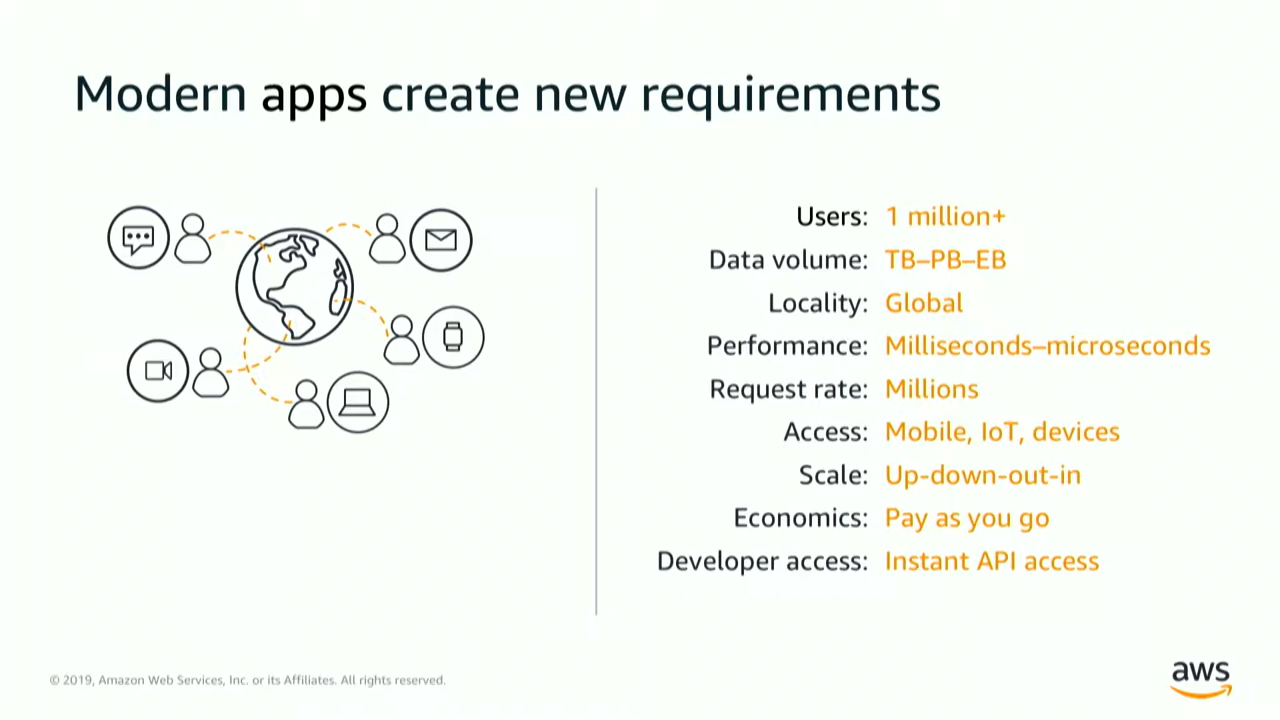 Modern apps create new requirements
Users: 1 million+
Data volume: TB–PB–EB
Locality: Global
Performance: Milliseconds–microseconds
Request rate: Millions
Access: Mobile, IoT, devices
Scale: Up-down-out-in
Economics: Pay as you go
Developer access: Instant API access
© 2019, Amazon Web Services, Inc. or its Affiliates. All rights reserved.
aws